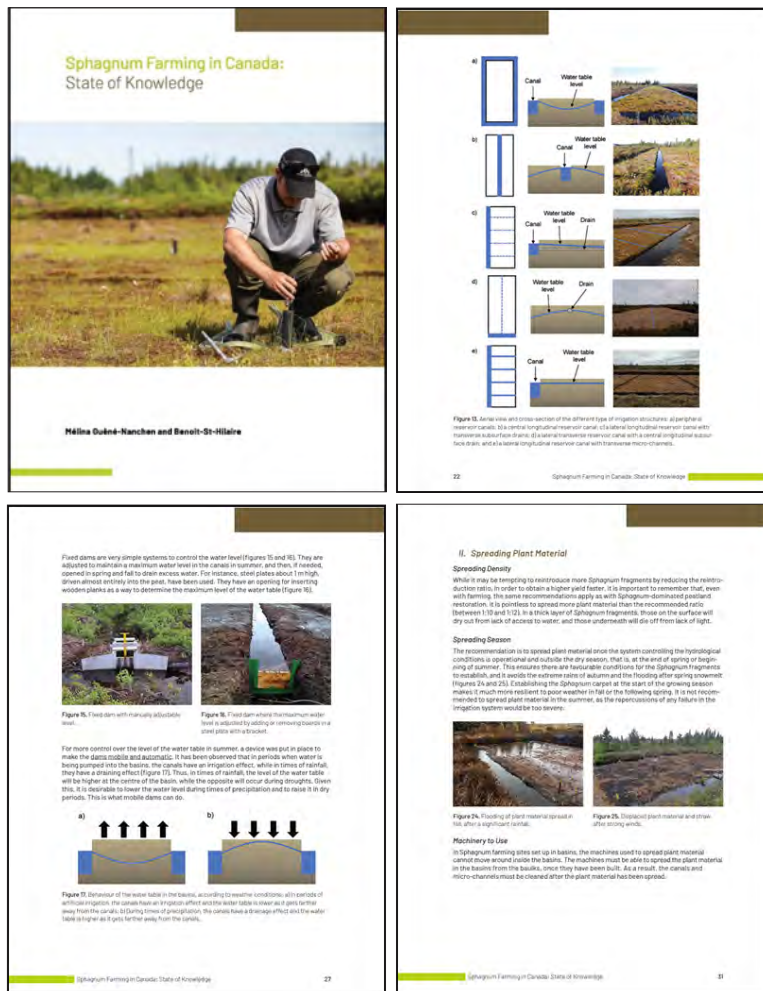 Sphagnum Farming in Canada:
State of Knowledge
Mélina Guêné-Nanchen and Benoit-St-Hilaire
a)
Canal
Water table
level
b)
Canal
Water table
level
c)
Canal
Water table
level
Drain
d)
Water table
level
Drain
e)
Canal
Water table
level
Figure 13. Aerial view and cross-section of the different type of irrigation structures: a) peripheral
reservoir canals; b) a central longitudinal reservoir canal; c) a lateral longitudinal reservoir canal with
transverse subsurface drains; d) a lateral transverse reservoir canal with a central longitudinal subsur-
face drain; and e) a lateral longitudinal reservoir canal with transverse micro-channels.
22
Sphagnum Farming in Canada: State of Knowledge
Fixed dams are very simple systems to control the water level (figures 15 and 16). They are
adjusted to maintain a maximum water level in the canals in summer, and then, if needed,
opened in spring and fall to drain excess water. For instance, steel plates about 1 m high,
driven almost entirely into the peat, have been used. They have an opening for inserting
wooden planks as a way to determine the maximum level of the water table (figure 16).
Figure 15. Fixed dam with manually adjustable
level.
Figure 16. Fixed dam where the maximum water
level is adjusted by adding or removing boards in a
steel plate with a bracket.
For more control over the level of the water table in summer, a device was put in place to
make the dams mobile and automatic. It has been observed that in periods when water is
being pumped into the basins, the canals have an irrigation effect, while in times of rainfall,
they have a draining effect (figure 17). Thus, in times of rainfall, the level of the water table
will be higher at the centre of the basin, while the opposite will occur during droughts. Given
this, it is desirable to lower the water level during times of precipitation and to raise it in dry
periods. This is what mobile dams can do.
a)
b)
Figure 17. Behaviour of the water table in the basins, according to weather conditions: a) In periods of
artificial irrigation, the canals have an irrigation effect and the water table is lower as it gets farther
away from the canals; b) During times of precipitation, the canals have a drainage effect and the water
table is higher as it gets farther away from the canals.
Sphagnum Farming in Canada: State of Knowledge
27
II. Spreading Plant Material
Spreading Density
While it may be tempting to reintroduce more Sphagnum fragments by reducing the reintro-
duction ratio, in order to obtain a higher yield faster, it is important to remember that, even
with farming, the same recommendations apply as with Sphagnum-dominated peatland
restoration. It is pointless to spread more plant material than the recommended ratio
(between 1:10 and 1:12). In a thick layer of Sphagnum fragments, those on the surface will
dry out from lack of access to water, and those underneath will die off from lack of light.
Spreading Season
The recommendation is to spread plant material once the system controlling the hydrological
conditions is operational and outside the dry season, that is, at the end of spring or begin-
ning of summer. This ensures there are favourable conditions for the Sphagnum fragments
to establish, and it avoids the extreme rains of autumn and the flooding after spring snowmelt
(figures 24 and 25). Establishing the Sphagnum carpet at the start of the growing season
makes it much more resilient to poor weather in fall or the following spring. It is not recom-
mended to spread plant material in the summer, as the repercussions of any failure in the
irrigation system would be too severe.
Figure 24. Flooding of plant material spread in
fall, after a significant rainfall.
Figure 25. Displaced plant material and straw
after strong winds.
Machinery to Use
In Sphagnum farming sites set up in basins, the machines used to spread plant material
cannot move around inside the basins. The machines must be able to spread the plant material
in the basins from the baulks, once they have been built. As a result, the canals and
micro-channels must be cleaned after the plant material has been spread.
Sphagnum Farming in Canada: State of Knowledge
31